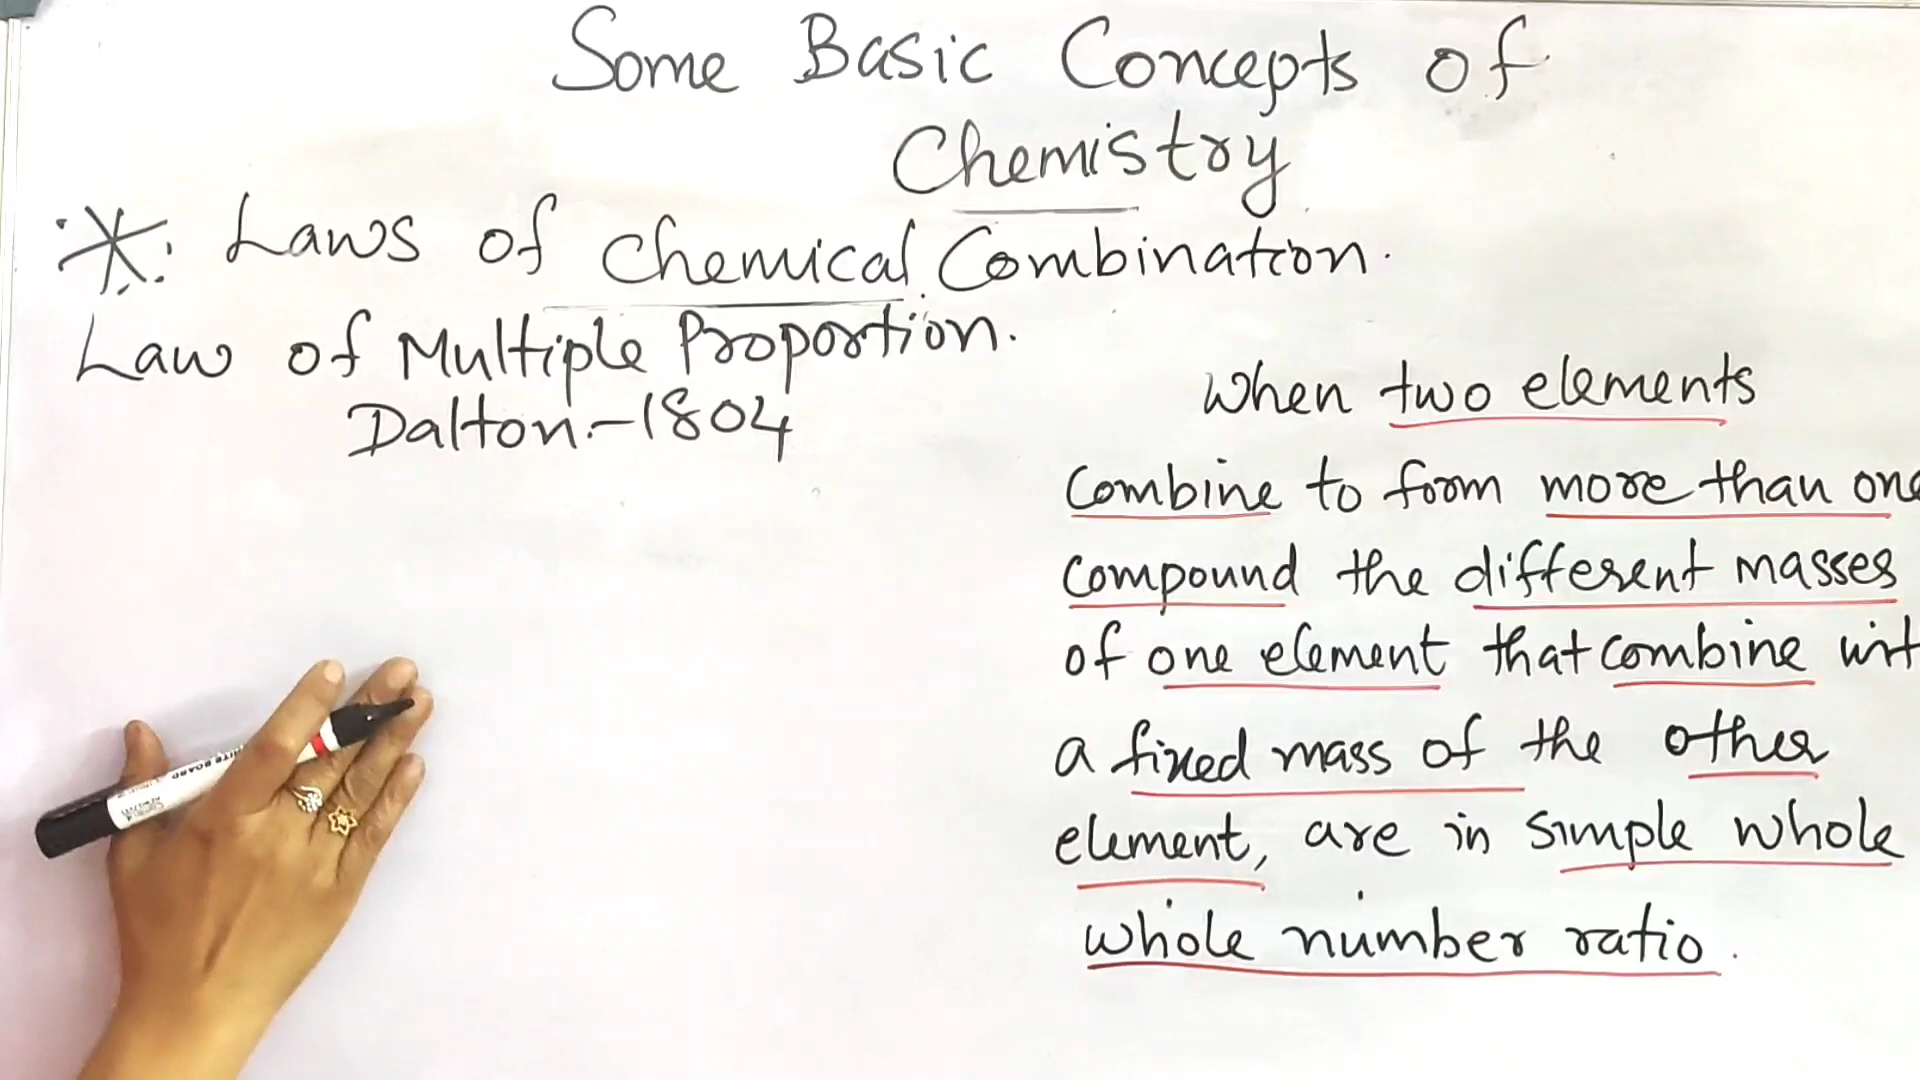 Some Basic Concepts of
Chemistry
Laws of Chemical Combination.
Law of Multiple Proportion.
Dalton:-1804
When two elements
combine to form more than one
compound the different masses
of one element that combine wit
a fixed mass of the other
element, are in simple whole
whole number ratio.
WHITE BOARD